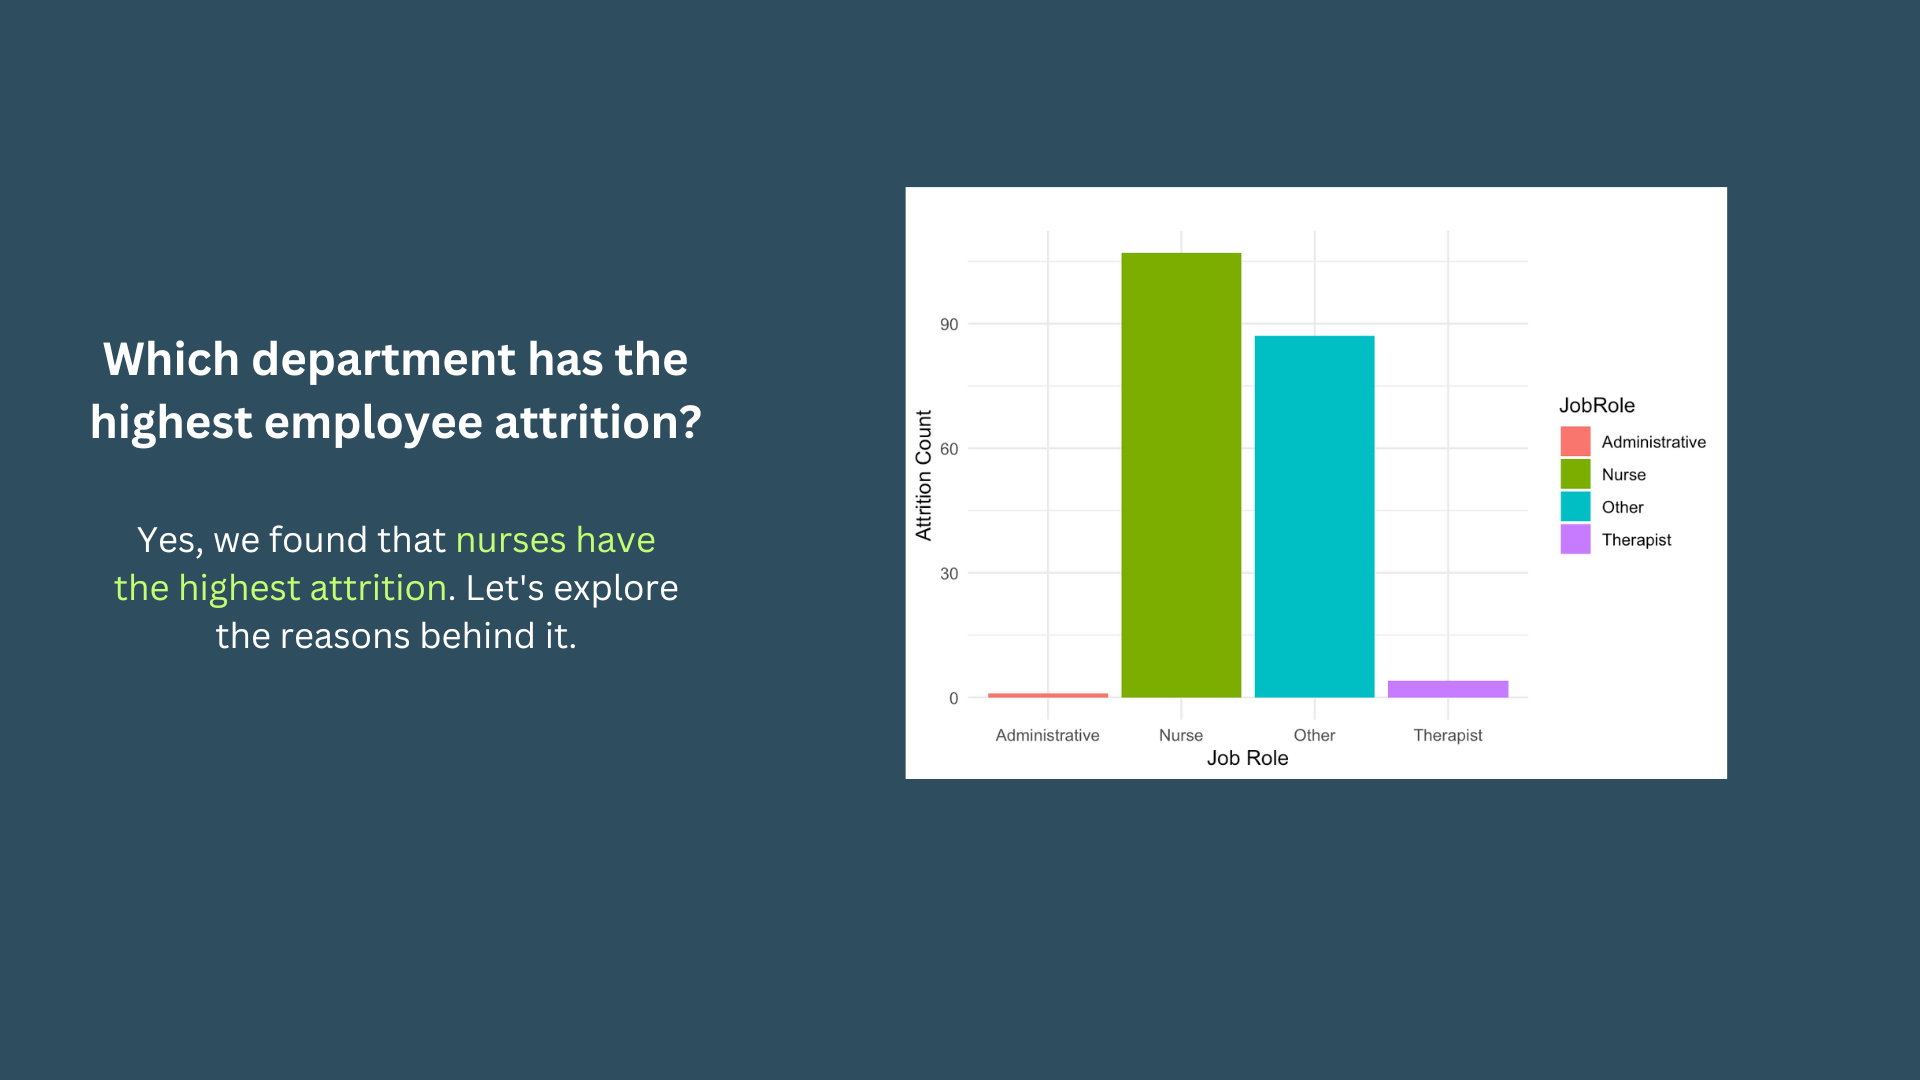 Which department has the
highest employee attrition?
Yes, we found that nurses have
the highest attrition. Let's explore
the reasons behind it.
Attrition Count
90
60
30
0
Administrative
Nurse
Other
Therapist
Job Role
JobRole
Administrative
Nurse
Other
Therapist